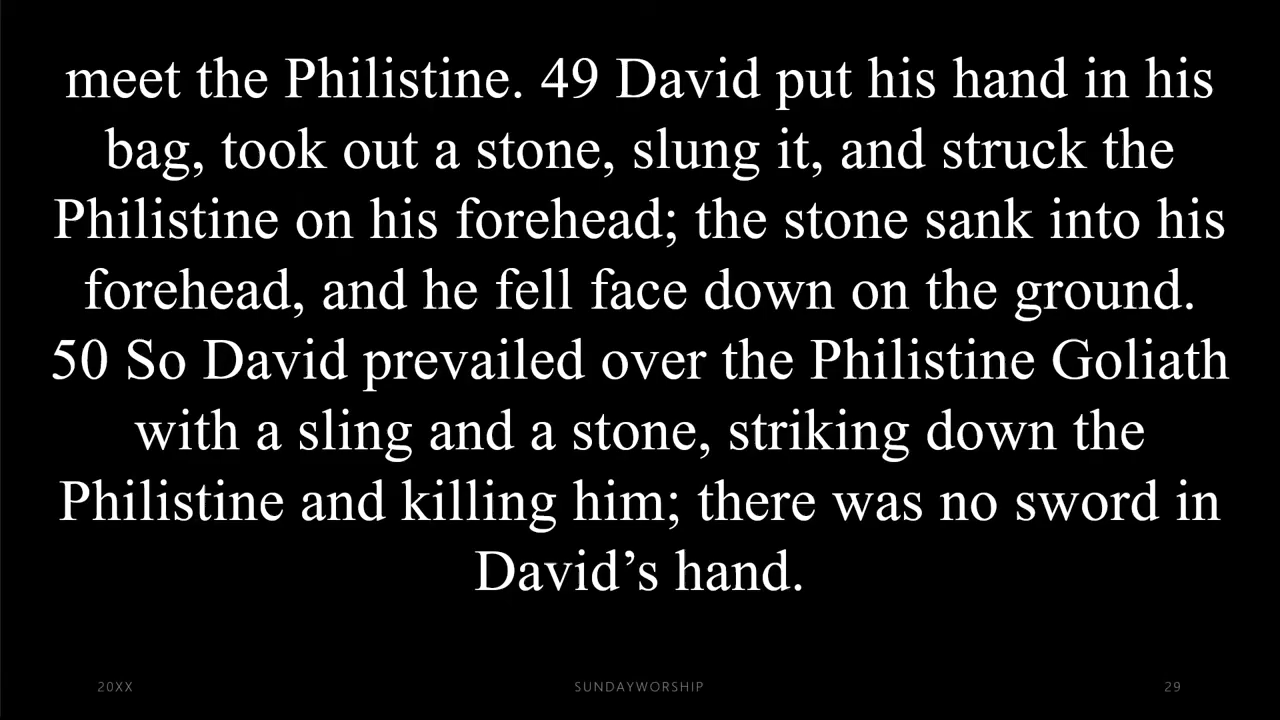 meet the Philistine. 49 David put his hand in his
bag, took out a stone, slung it, and struck the
Philistine on his forehead; the stone sank into his
forehead, and he fell face down on the ground.
50 So David prevailed over the Philistine Goliath
with a sling and a stone, striking down the
Philistine and killing him; there was no sword in
David’s hand.
20XX
SUNDAYWORSHIP
29